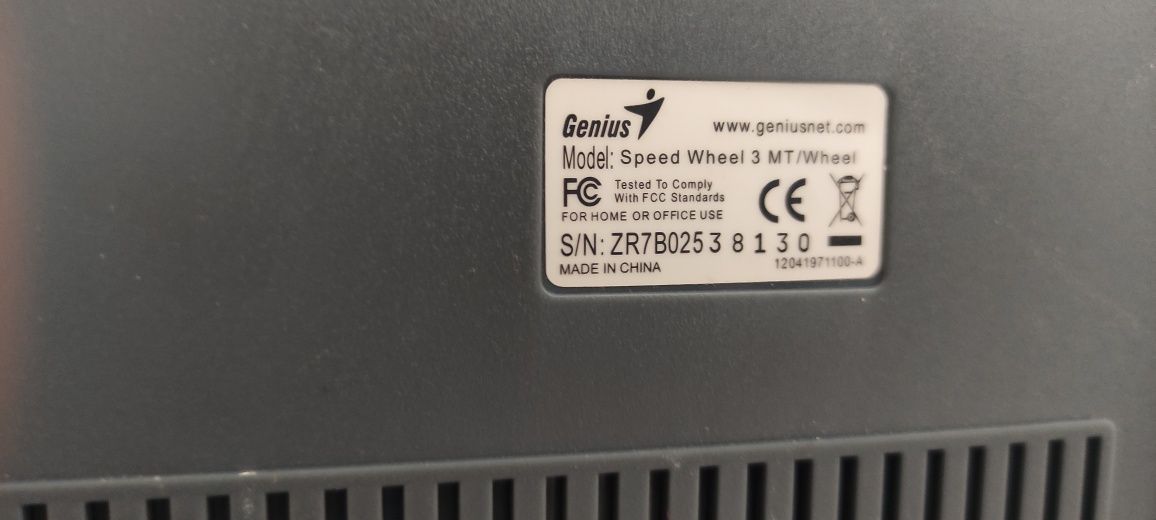 Genius
www.geniusnet.com
Model: Speed Wheel 3 MT/Wheel
FC Tested To Comply
With FCC Standards
CE
FOR HOME OR OFFICE USE
S/N: ZR7B02538130
MADE IN CHINA
12041971100-A